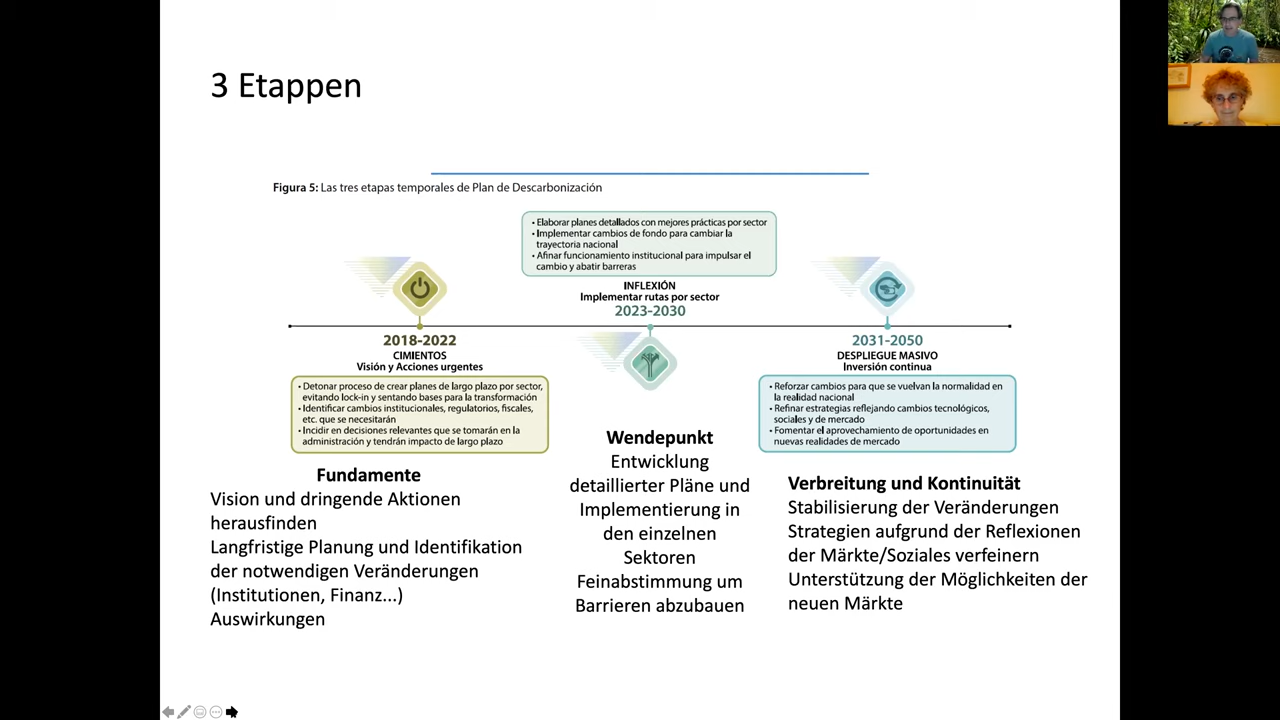 3 Etappen
Figura 5: Las tres etapas temporales de Plan de Descarbonización
• Elaborar planes detallados con mejores prácticas por sector
• Implementar cambios de fondo para cambiar la
trayectoria nacional
• Afinar funcionamiento institucional para impulsar el
cambio y abatir barreras
INFLEXIÓN
Implementar rutas por sector
2023-2030
2018-2022
CIMIENTOS
Visión y Acciones urgentes
• Detonar proceso de crear planes de largo plazo por sector,
evitando lock-in y sentando bases para la transformación
• Identificar cambios institucionales, regulatorios, fiscales,
etc. que se necesitarán
• Incidir en decisiones relevantes que se tomarán en la
administración y tendrán impacto de largo plazo
2031-2050
DESPLIEGUE MASIVO
Inversión continua
• Reforzar cambios para que se vuelvan la normalidad en
la realidad nacional
• Refinar estrategias reflejando cambios tecnológicos,
sociales y de mercado
• Fomentar el aprovechamiento de oportunidades en
nuevas realidades de mercado
Fundamente
Vision und dringende Aktionen
herausfinden
Langfristige Planung und Identifikation
der notwendigen Veränderungen
(Institutionen, Finanz...)
Auswirkungen
Wendepunkt
Entwicklung
detaillierter Pläne und
Implementierung in
den einzelnen
Sektoren
Feinabstimmung um
Barrieren abzubauen
Verbreitung und Kontinuität
Stabilisierung der Veränderungen
Strategien aufgrund der Reflexionen
der Märkte/Soziales verfeinern
Unterstützung der Möglichkeiten der
neuen Märkte